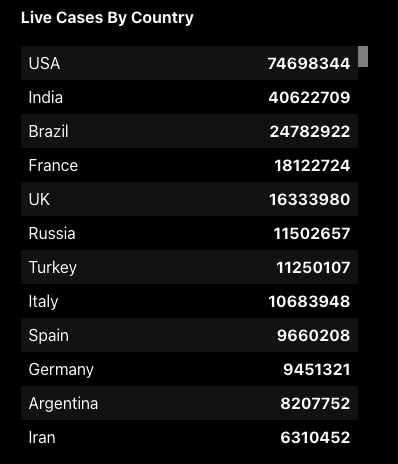 Live Cases By Country
USA 74698344
India 40622709
Brazil 24782922
France 18122724
UK 16333980
Russia 11502657
Turkey 11250107
Italy 10683948
Spain 9660208
Germany 9451321
Argentina 8207752
Iran 6310452